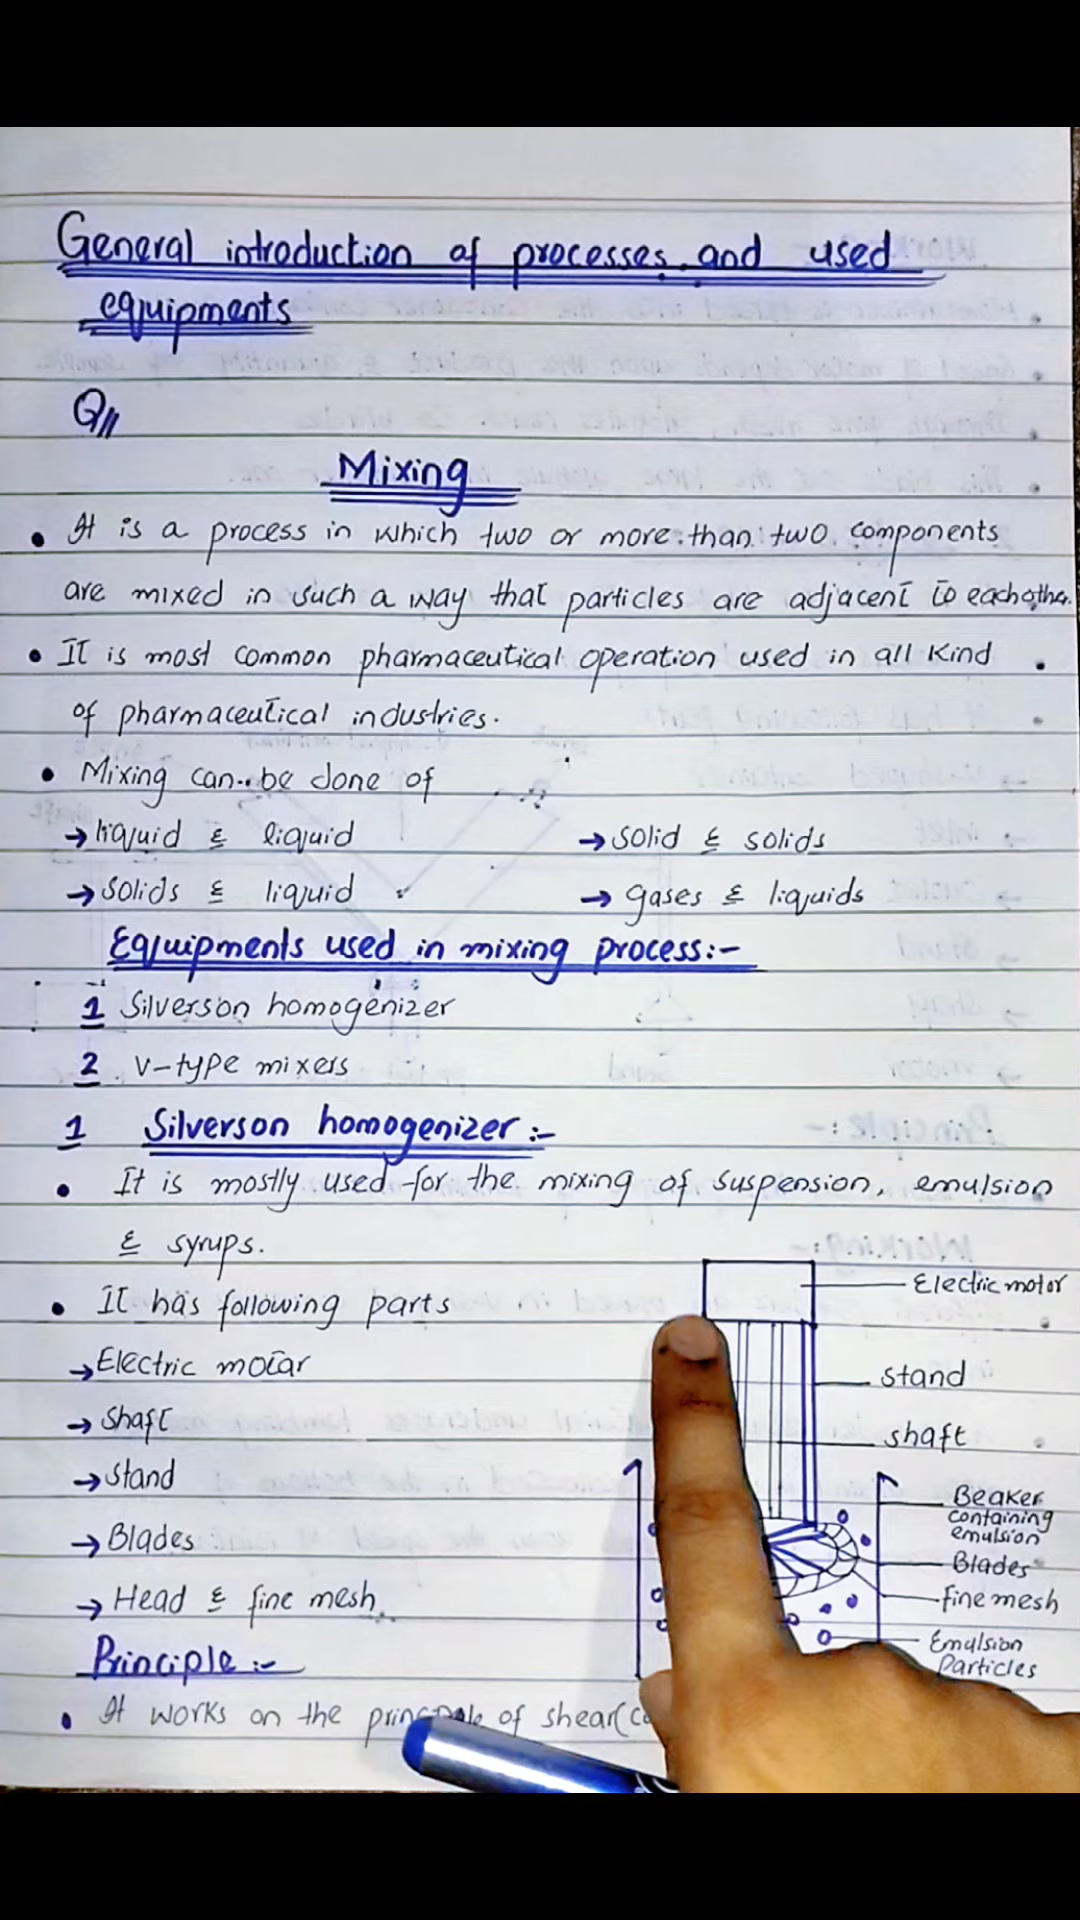 General introduction of processes and used
equipments
Q//
Mixing
• It is a process in which two or more than two components
are mixed in such a way that particles are adjacent to eachother.
• It is most common pharmaceutical operation used in all kind
of pharmaceutical industries.
• Mixing can be done of
→ liquid & liquid → solid & solids
→ solids & liquid → gases & liquids
Equipments used in mixing process:-
1 Silverson homogenizer
2. V-type mixers
1 Silverson homogenizer:-
• It is mostly used for the mixing of suspension, emulsion
& syrups.
• It has following parts
→ Electric motar
→ shaft
→ stand
→ Blades
→ Head & fine mesh
Electric motor
stand
shaft
Beaker
containing
emulsion
Blades
fine mesh
Emulsion
Particles
Principle:-
• It works on the principle of shear